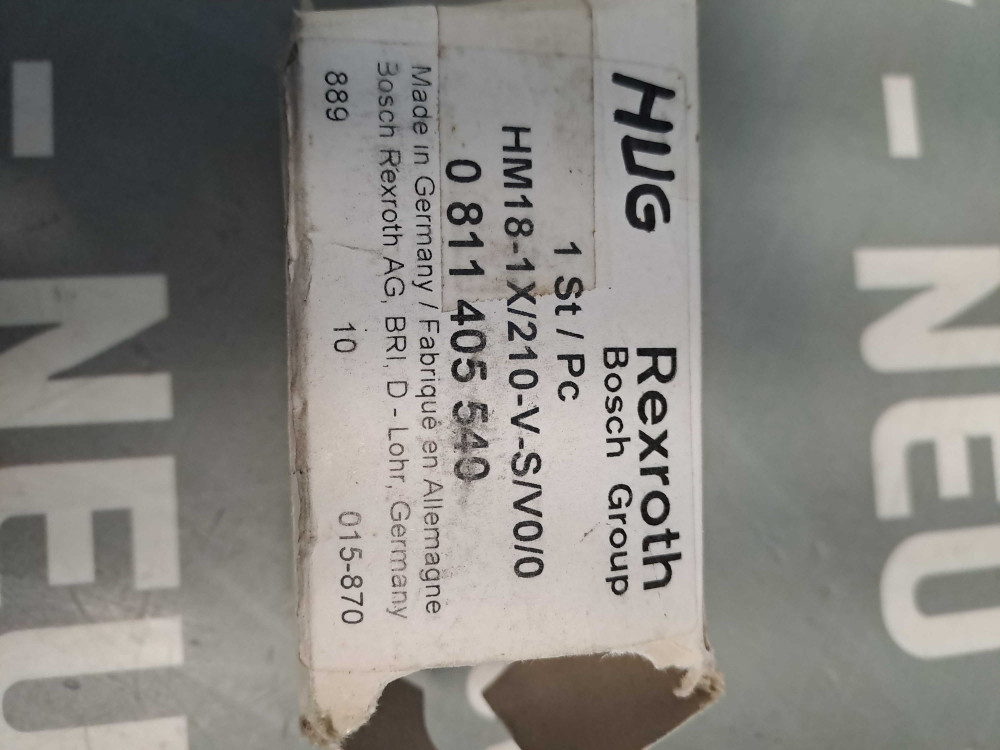 HUG
Rexroth
Bosch Group
1 St / Pc
HM18-1X/210-V-S/V0/0
0 811 405 540
Made in Germany / Fabriqué en Allemagne
Bosch Rexroth AG, BRI, D - Lohr, Germany
889 10 015-870
- NEU
- NEU